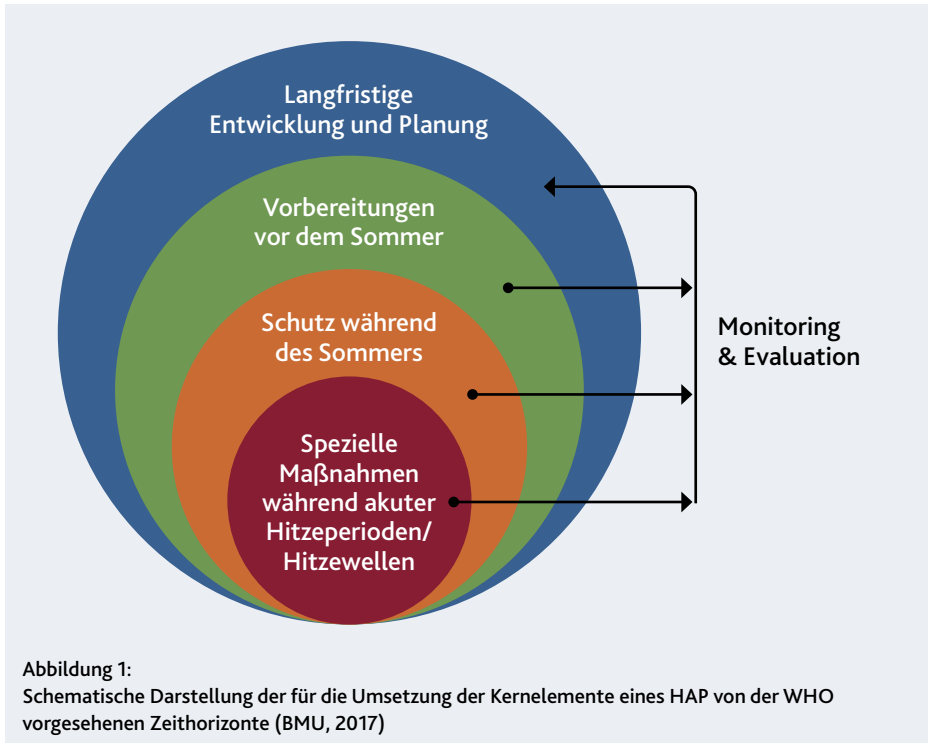 Langfristige
Entwicklung und Planung
Vorbereitungen
vor dem Sommer
Schutz während
des Sommers
Spezielle
Maßnahmen
während akuter
Hitzeperioden/
Hitzewellen
Monitoring
& Evaluation
Abbildung 1:
Schematische Darstellung der für die Umsetzung der Kernelemente eines HAP von der WHO
vorgesehenen Zeithorizonte (BMU, 2017)